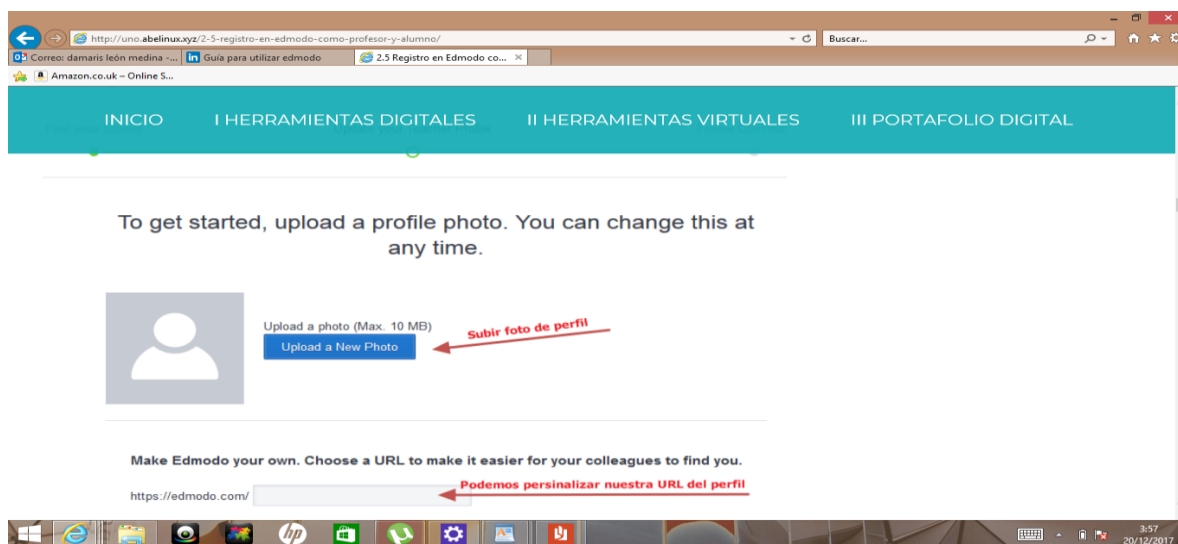 http://uno.abelinux.xyz/2-5-registro-en-edmodo-como-profesor-y-alumno/
Buscar...
Correo: damaris león medina -...
Guía para utilizar edmodo
2.5 Registro en Edmodo co...
Amazon.co.uk – Online S...
INICIO I HERRAMIENTAS DIGITALES II HERRAMIENTAS VIRTUALES III PORTAFOLIO DIGITAL
To get started, upload a profile photo. You can change this at
any time.
Upload a photo (Max. 10 MB)
Upload a New Photo
Subir foto de perfil
Make Edmodo your own. Choose a URL to make it easier for your colleagues to find you.
https://edmodo.com/
Podemos persinalizar nuestra URL del perfil
hp
3:57
20/12/2017